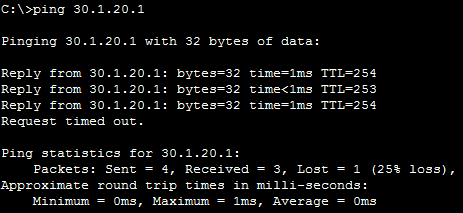 C:\>ping 30.1.20.1
Pinging 30.1.20.1 with 32 bytes of data:
Reply from 30.1.20.1: bytes=32 time=1ms TTL=254
Reply from 30.1.20.1: bytes=32 time<1ms TTL=253
Reply from 30.1.20.1: bytes=32 time=1ms TTL=254
Request timed out.
Ping statistics for 30.1.20.1:
    Packets: Sent = 4, Received = 3, Lost = 1 (25% loss),
Approximate round trip times in milli-seconds:
    Minimum = 0ms, Maximum = 1ms, Average = 0ms